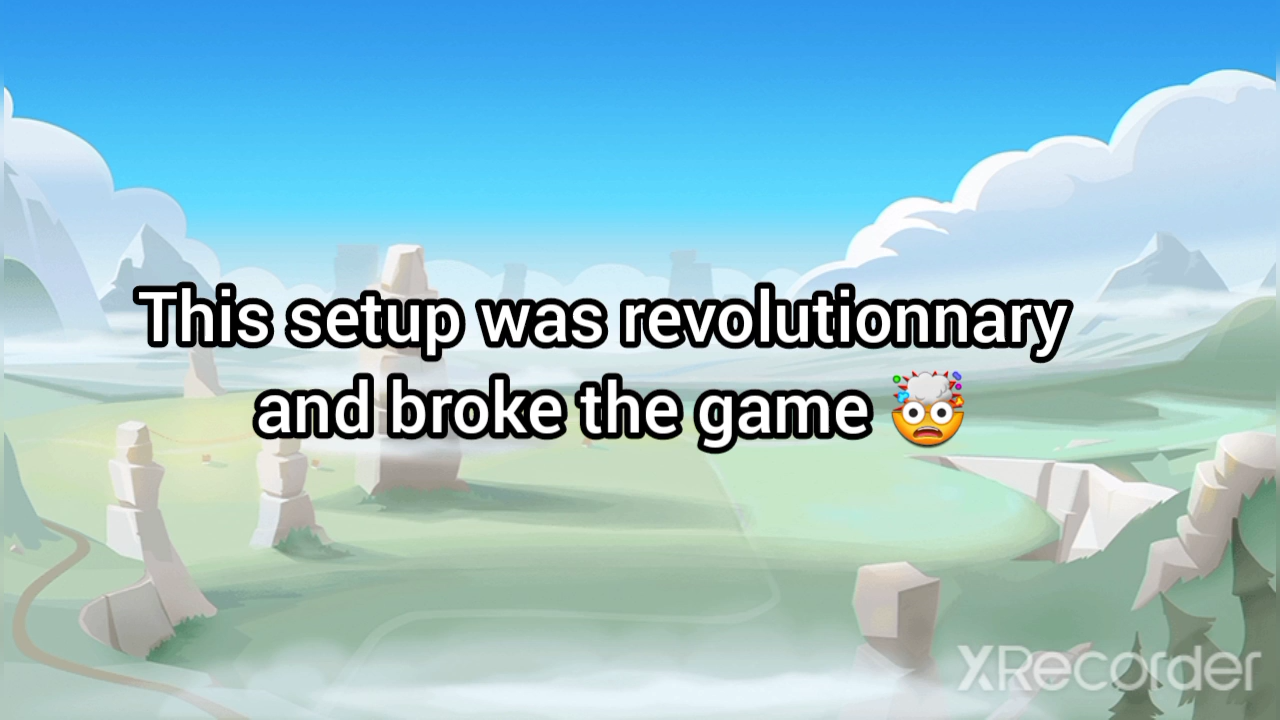 This setup was revolutionnary
and broke the game 🤯
XRecorder